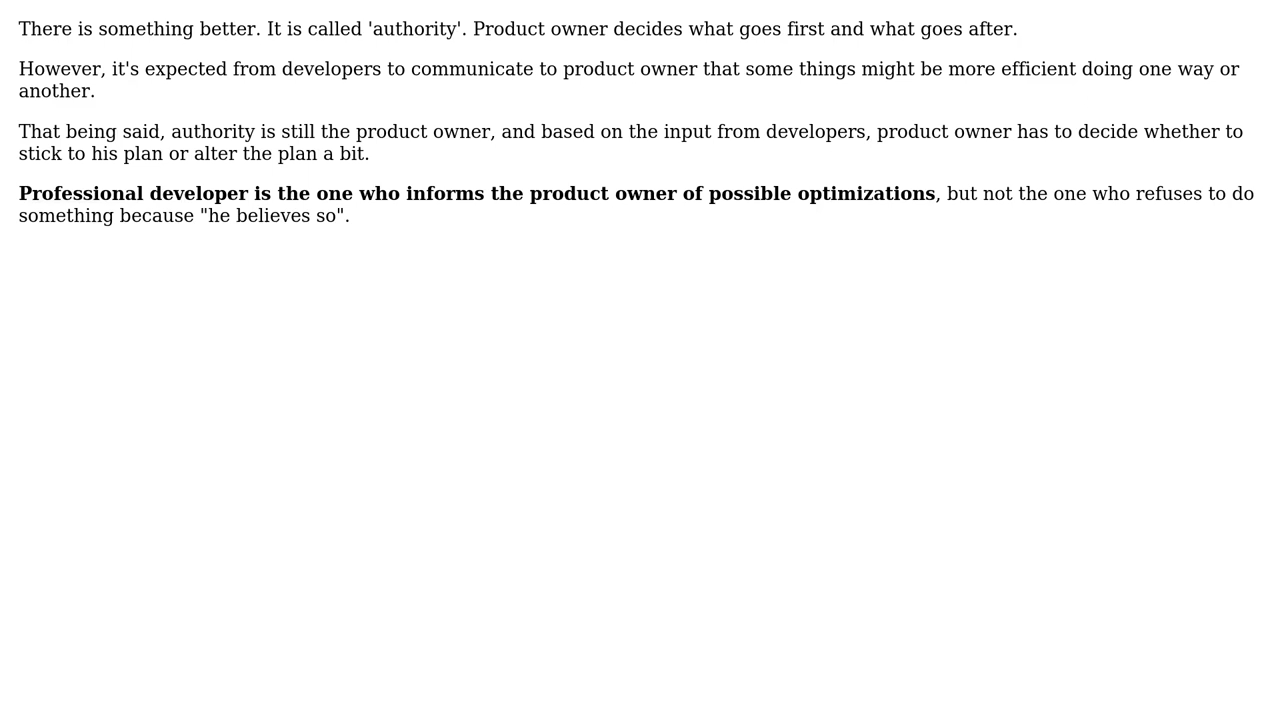 There is something better. It is called 'authority'. Product owner decides what goes first and what goes after.
However, it's expected from developers to communicate to product owner that some things might be more efficient doing one way or
another.
That being said, authority is still the product owner, and based on the input from developers, product owner has to decide whether to
stick to his plan or alter the plan a bit.
Professional developer is the one who informs the product owner of possible optimizations, but not the one who refuses to do
something because "he believes so".